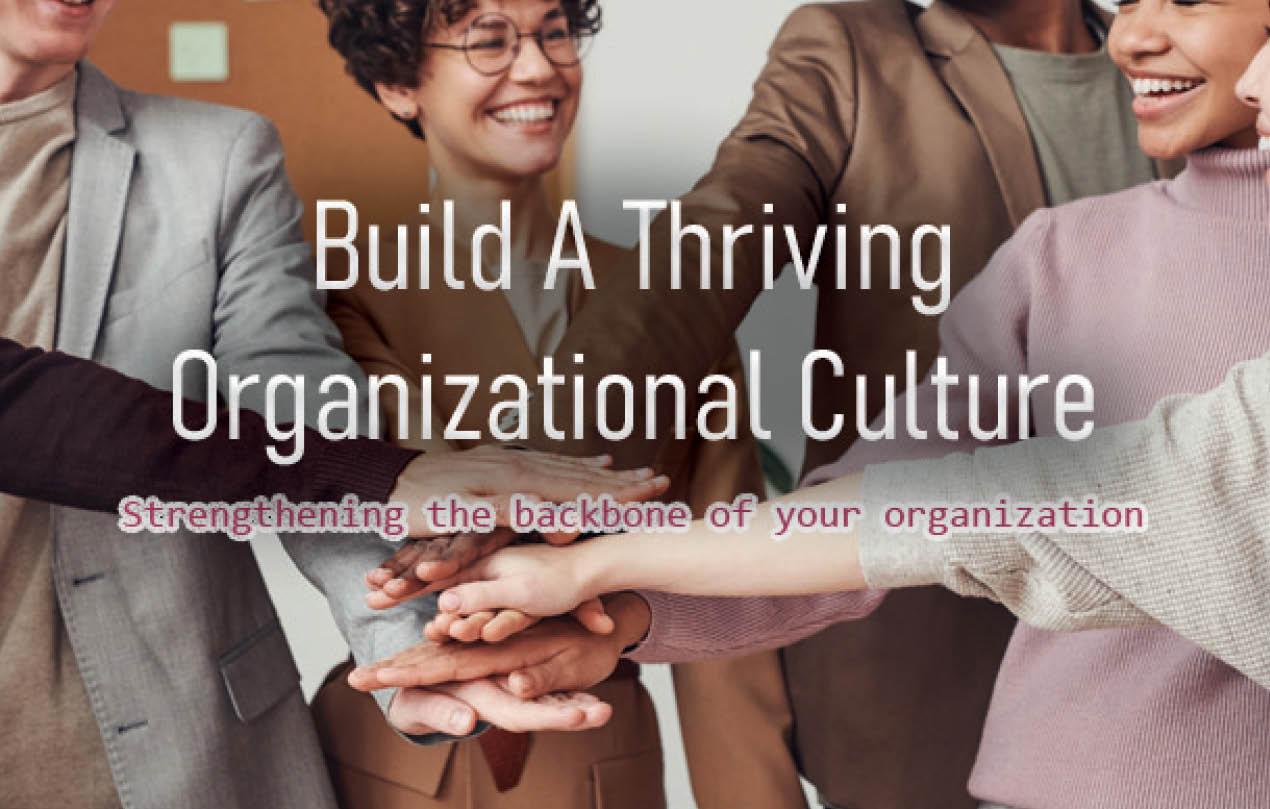 Build A Thriving
Organizational Culture
Strengthening the backbone of your organization